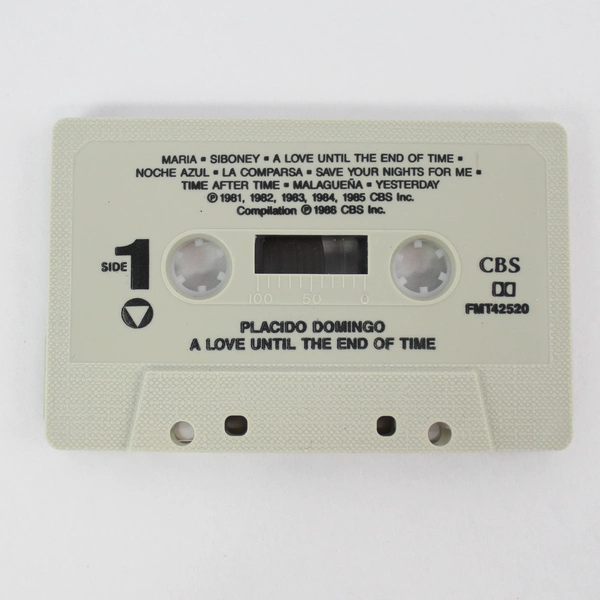 MARIA ▪ SIBONEY ▪ A LOVE UNTIL THE END OF TIME ▪
NOCHE AZUL ▪ LA COMPARSA ▪ SAVE YOUR NIGHTS FOR ME ▪
TIME AFTER TIME ▪ MALAGUEÑA ▪ YESTERDAY
℗ 1981, 1982, 1983, 1984, 1985 CBS Inc.
Compilation ℗ 1986 CBS Inc.
SIDE 1
100 50 0
CBS
FMT42520
PLACIDO DOMINGO
A LOVE UNTIL THE END OF TIME